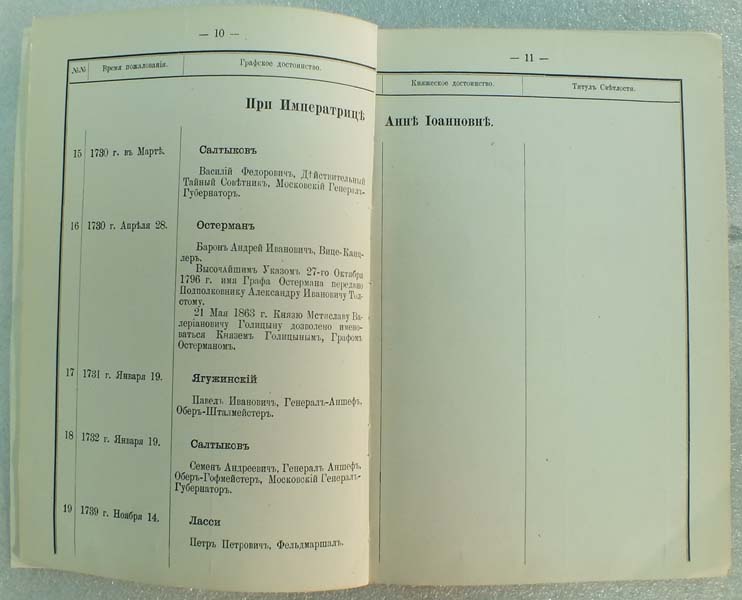 — 10 —
№№
Время пожалованія.
Графское достоинство.
При Императрицѣ
15
1730 г. въ Мартѣ.
Салтыковъ
Василій Федоровичъ, Дѣйствительный
Тайный Совѣтникъ, Московскій Генералъ-
Губернаторъ.
16
1730 г. Апрѣля 28.
Остерманъ
Баронъ Андрей Ивановичъ, Вице-Канц-
леръ.
Высочайшимъ Указомъ 27-го Октября
1796 г. имя Графа Остермана передано
Подполковнику Александру Ивановичу Тол-
стому.
21 Мая 1863 г. Князю Мстиславу Ва-
леріановичу Голицыну дозволено имено-
ваться Княземъ Голицынымъ, Графомъ
Остерманомъ.
17
1731 г. Января 19.
Ягужинскій
Павелъ Ивановичъ, Генералъ-Аншефъ,
Оберъ-Шталмейстеръ.
18
1732 г. Января 19.
Салтыковъ
Семенъ Андреевичъ, Генералъ Аншефъ,
Оберъ-Гофмейстеръ, Московскій Генералъ-
Губернаторъ.
19
1739 г. Ноября 14.
Ласси
Петръ Петровичъ, Фельдмаршалъ.
— 11 —
Княжеское достоинство.
Титулъ Свѣтлости.
Аннѣ Іоанновнѣ.